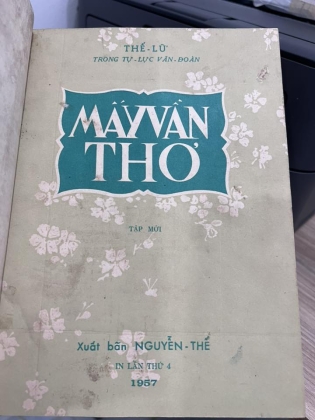 THẾ-LỮ
TRONG TỰ-LỰC VĂN-ĐOÀN
MẤY VẦN
THƠ
TẬP MỚI
Xuất bản NGUYỄN-THẾ
IN LẦN THỨ 4
1957